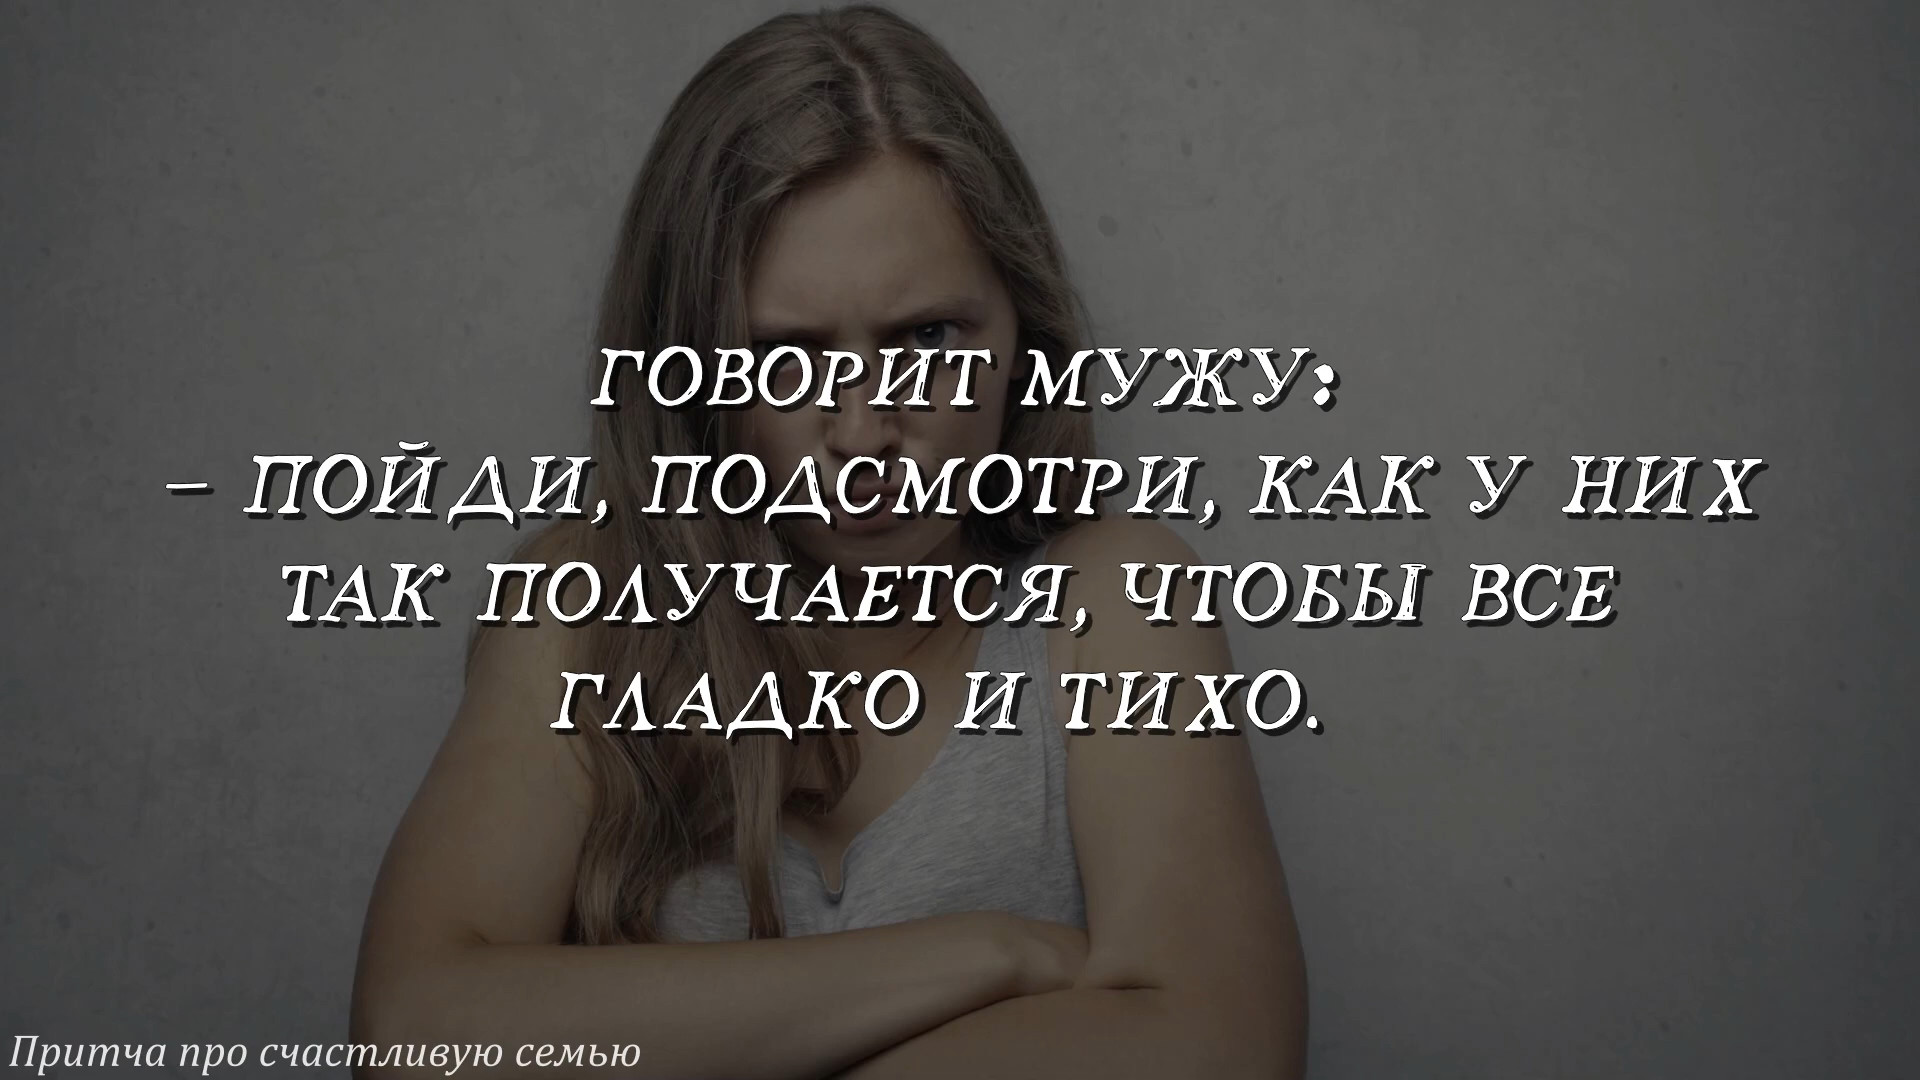 ГОВОРИТ МУЖУ:
– ПОЙДИ, ПОДСМОТРИ, КАК У НИХ
ТАК ПОЛУЧАЕТСЯ, ЧТОБЫ ВСЕ
ГЛАДКО И ТИХО.
Притча про счастливую семью